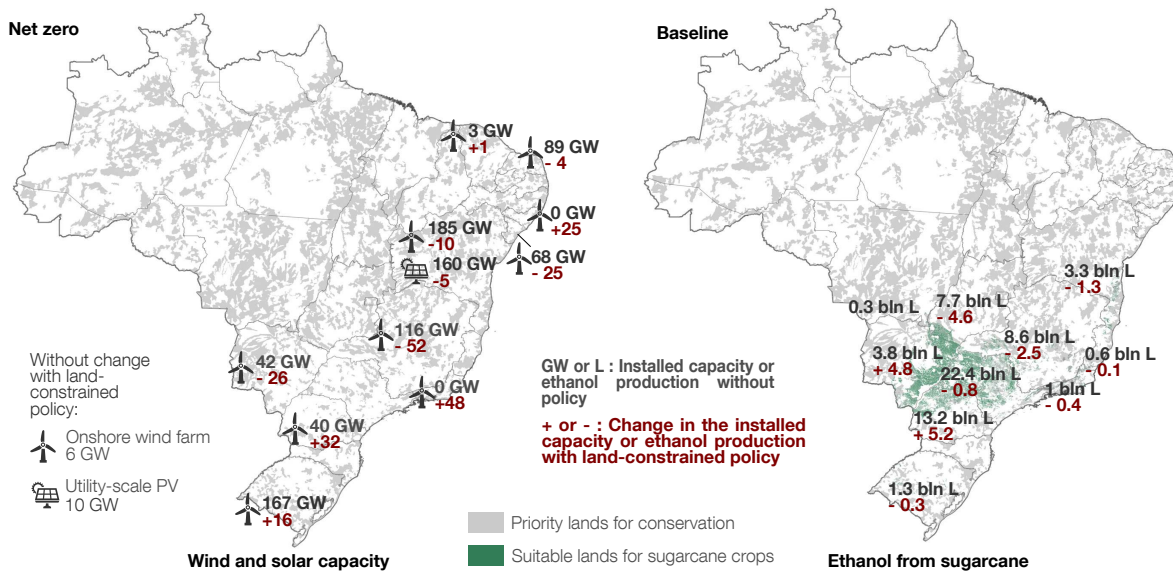 Net zero
3 GW
+1
89 GW
- 4
0 GW
+25
185 GW
-10
68 GW
- 25
160 GW
-5
116 GW
- 52
42 GW
- 26
0 GW
+48
40 GW
+32
167 GW
+16
Without change
with land-
constrained
policy:
Onshore wind farm
6 GW
Utility-scale PV
10 GW
Wind and solar capacity
GW or L : Installed capacity or
ethanol production without
policy
+ or - : Change in the installed
capacity or ethanol production
with land-constrained policy
Priority lands for conservation
Suitable lands for sugarcane crops
Baseline
3.3 bln L
- 1.3
0.3 bln L
7.7 bln L
- 4.6
8.6 bln L
- 2.5
3.8 bln L
+ 4.8
0.6 bln L
- 0.1
22.4 bln L
- 0.8
1 bln L
- 0.4
13.2 bln L
+ 5.2
1.3 bln L
- 0.3
Ethanol from sugarcane